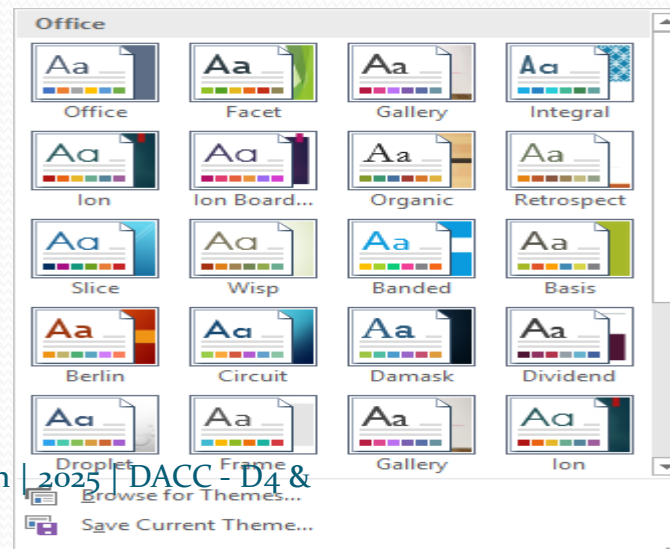 Office
Aa Aa Aa Aa
Office Facet Gallery Integral
Aa Aa Aa Aa
Ion Ion Board... Organic Retrospect
Aa Aa Aa Aa
Slice Wisp Banded Basis
Aa Aa Aa Aa
Berlin Circuit Damask Dividend
Aa Aa Aa Aa
Droplet Frame Gallery Ion
| 2025 | DACC - D4 &
Browse for Themes...
Save Current Theme...